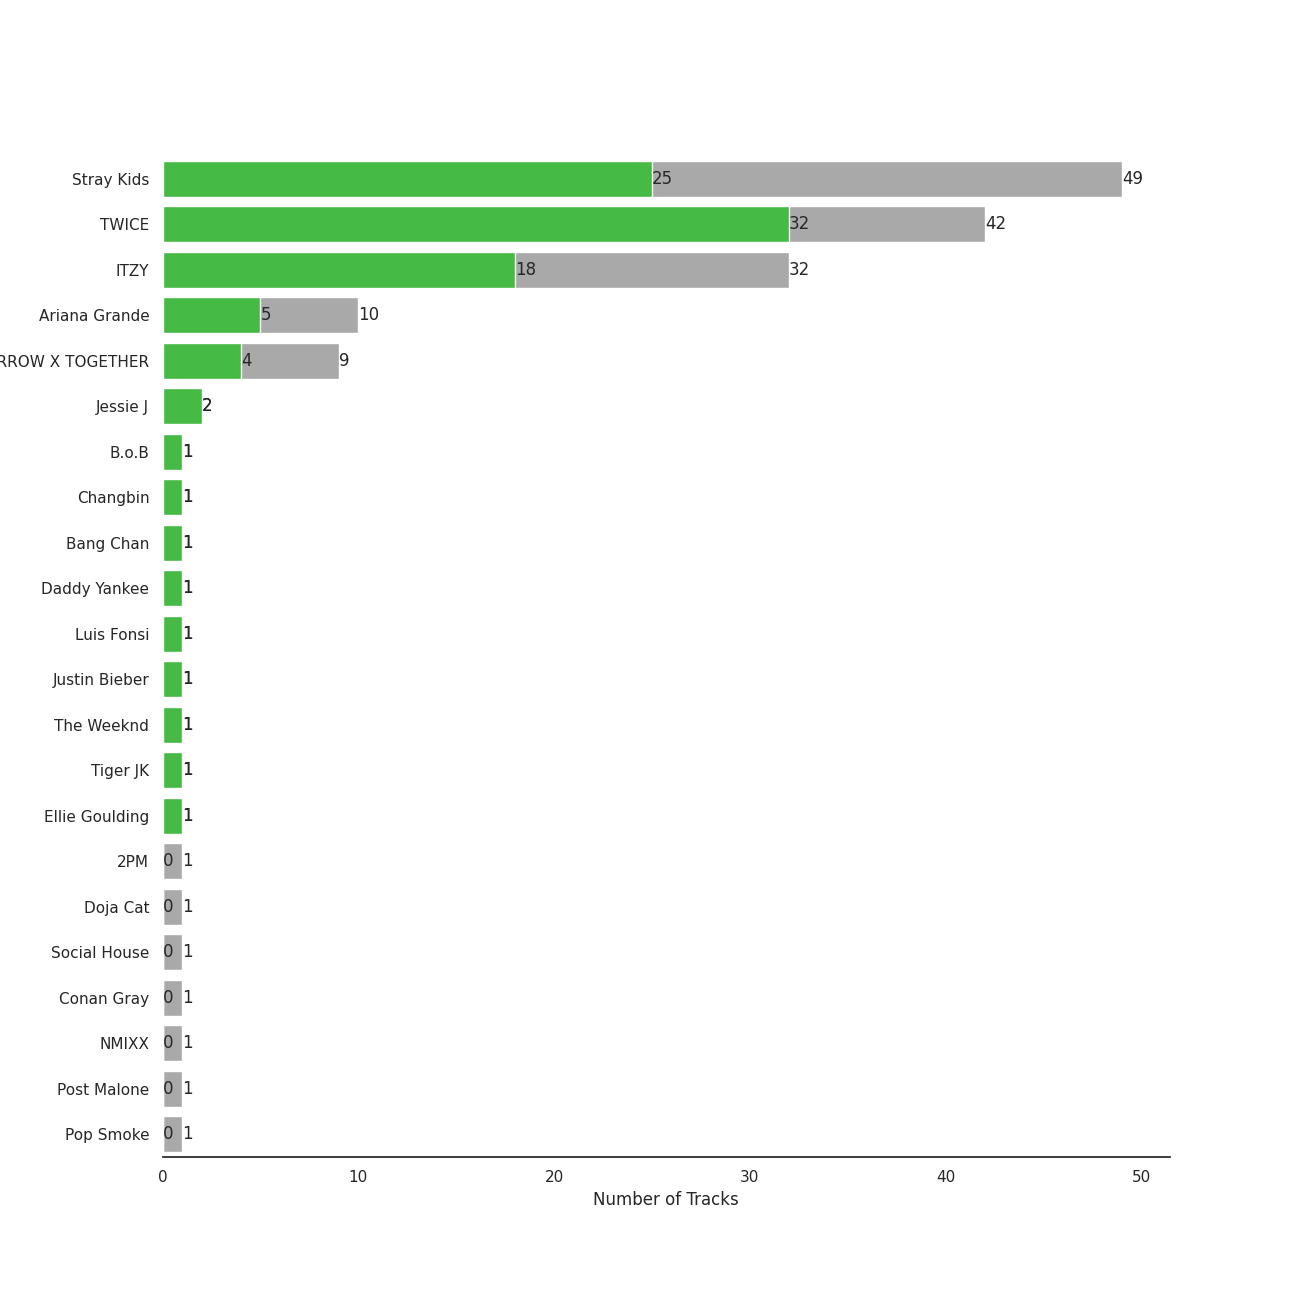 Stray Kids 25 49
TWICE 32 42
ITZY 18 32
Ariana Grande 5 10
X TOGETHER 4 9
Jessie J 2
B.o.B 1
Changbin 1
Bang Chan 1
Daddy Yankee 1
Luis Fonsi 1
Justin Bieber 1
The Weeknd 1
Tiger JK 1
Ellie Goulding 1
2PM 0 1
Doja Cat 0 1
Social House 0 1
Conan Gray 0 1
NMIXX 0 1
Post Malone 0 1
Pop Smoke 0 1
0 10 20 30 40 50
Number of Tracks